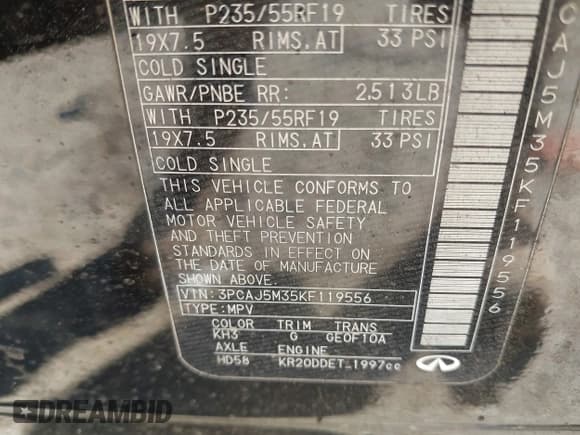 WITH P235/55RF19 TIRES
19X7.5 RIMS.AT 33 PSI
COLD SINGLE
GAWR/PNBE RR: 2,513LB
WITH P235/55RF19 TIRES
19X7.5 RIMS.AT 33 PSI
COLD SINGLE
THIS VEHICLE CONFORMS TO
ALL APPLICABLE FEDERAL
MOTOR VEHICLE SAFETY
AND THEFT PREVENTION
STANDARDS IN EFFECT ON
THE DATE OF MANUFACTURE
SHOWN ABOVE.
VIN: 3PCAJ5M35KF119556
TYPE:MPV
COLOR TRIM TRANS
KH3 G GE0F10A
AXLE ENGINE
HD58 KR20DDET_1997cc
CAJ5M35KF119556
DREAMBID